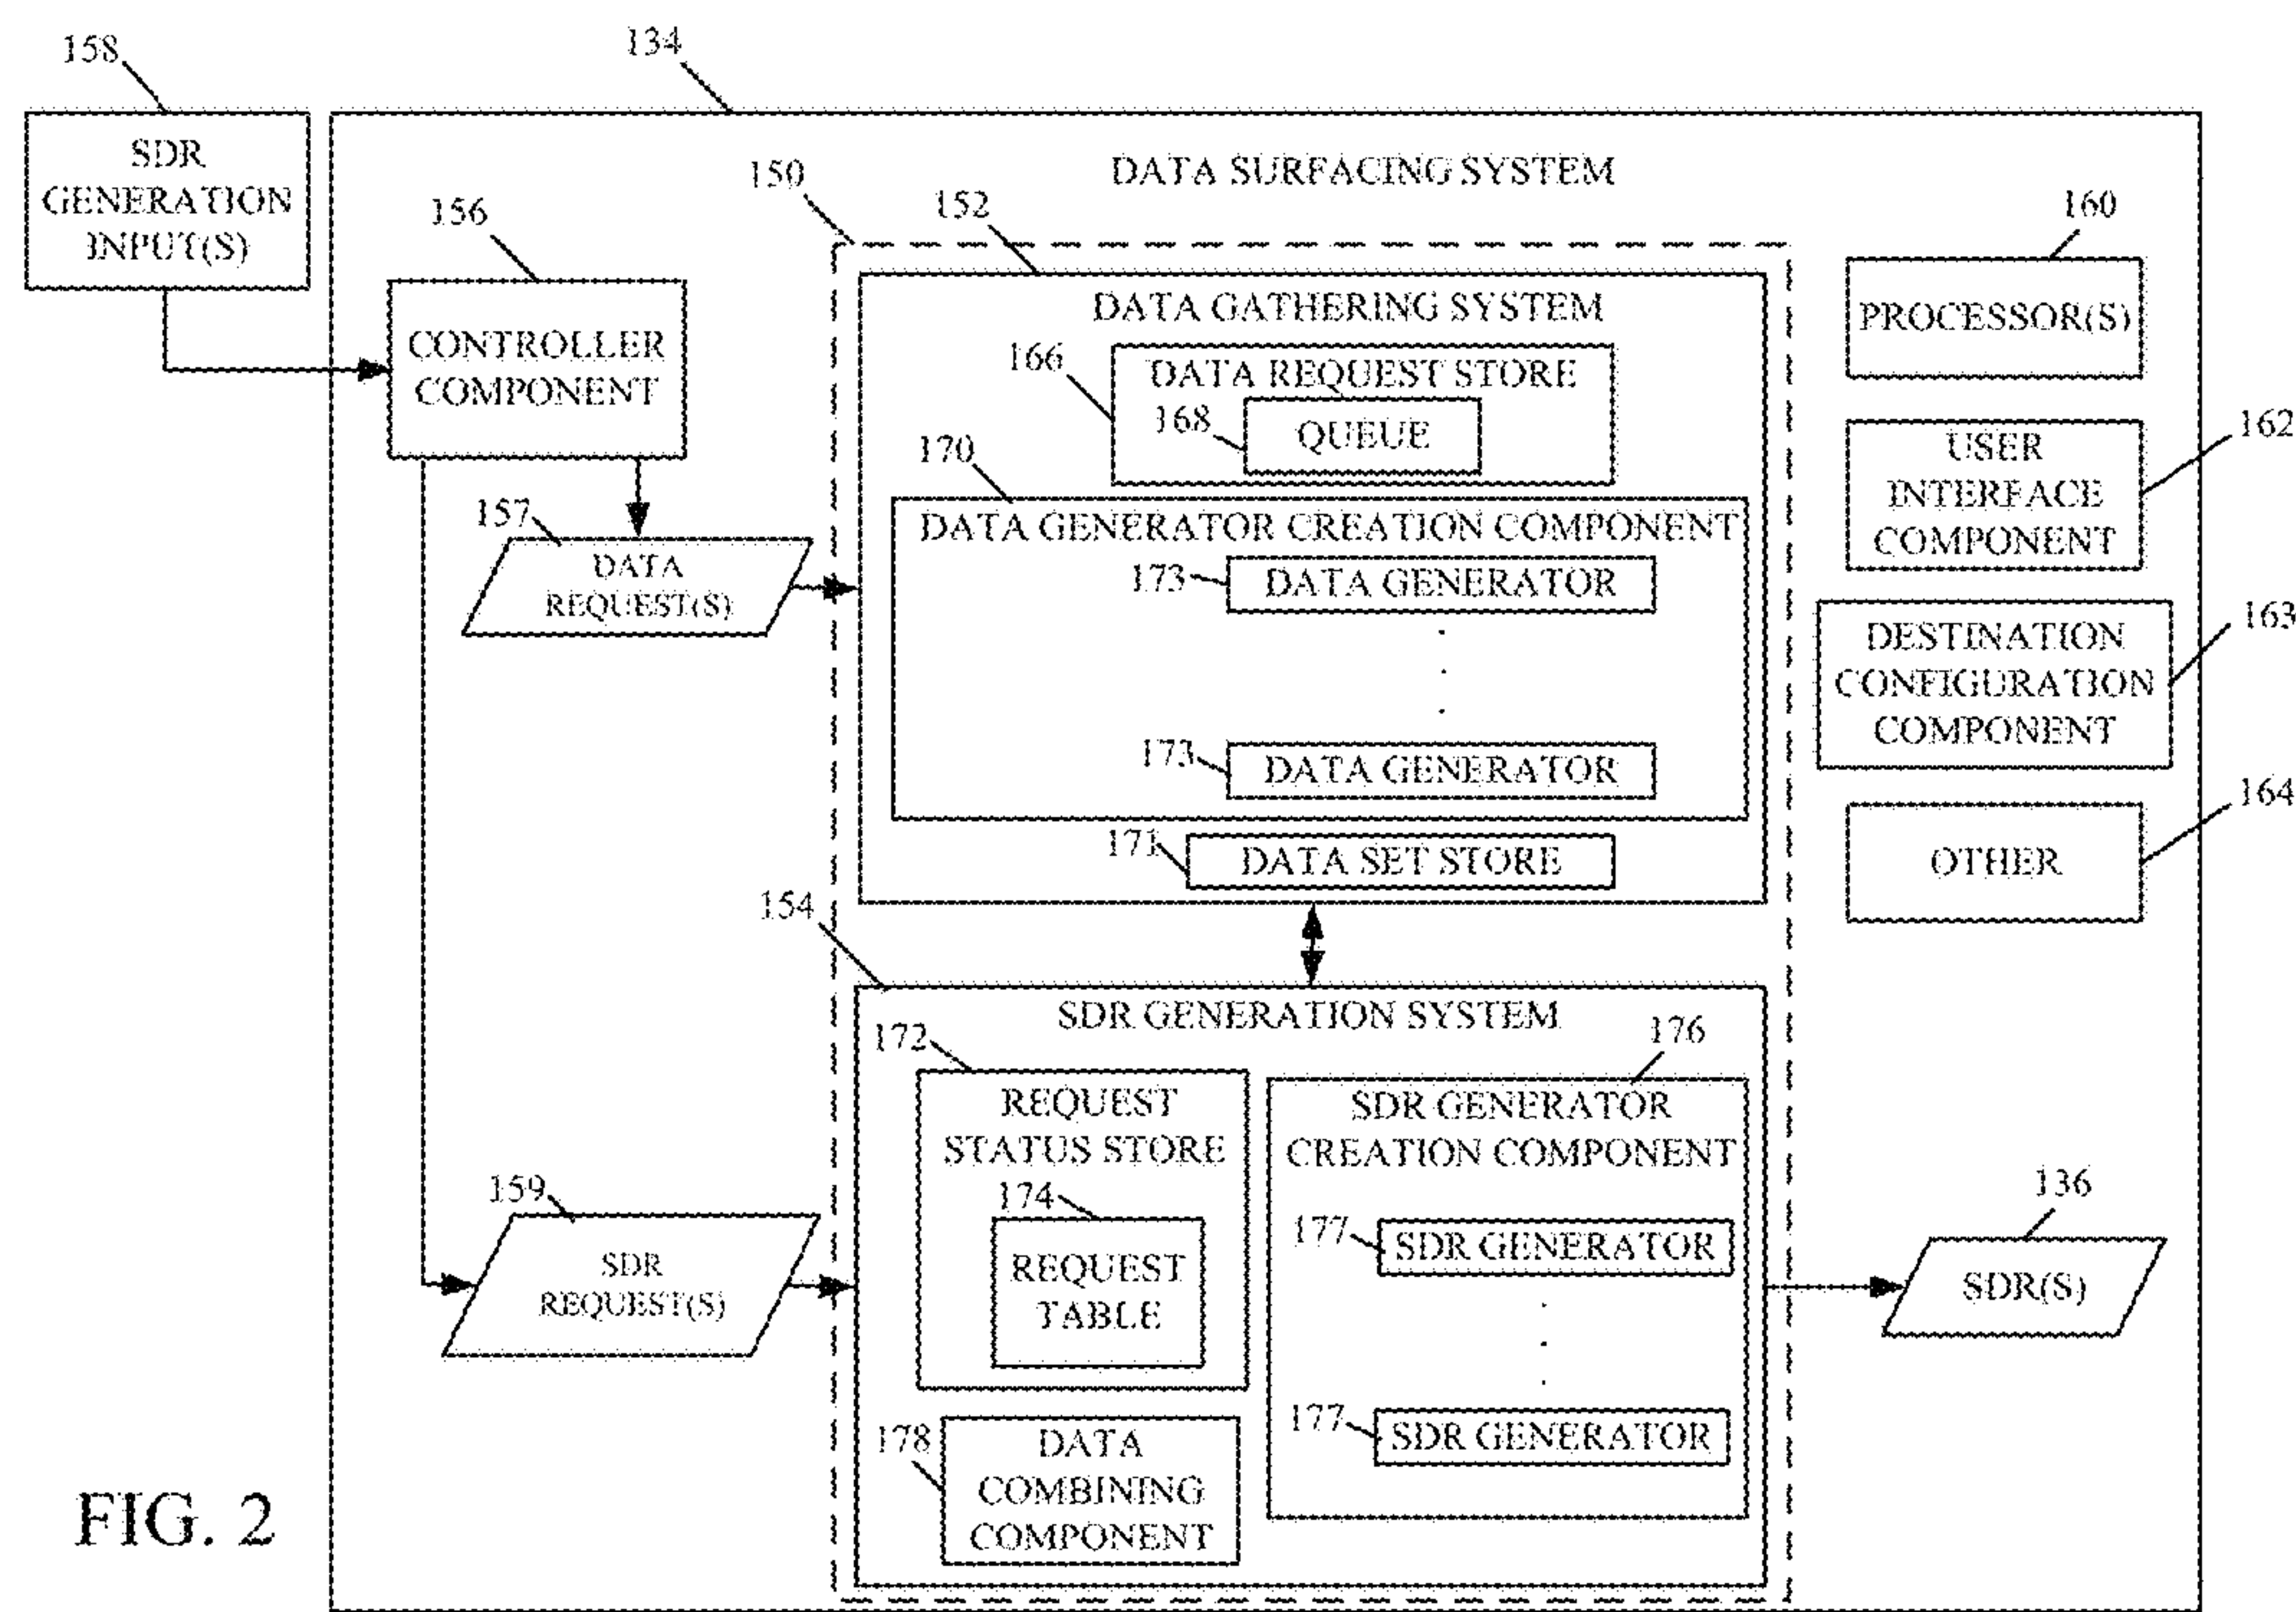 158
134
SDR
GENERATION
INPUT(S)
DATA SURFACING SYSTEM
150
156
152
160
CONTROLLER
COMPONENT
DATA GATHERING SYSTEM
PROCESSOR(S)
166
DATA REQUEST STORE
168
QUEUE
162
USER
INTERFACE
COMPONENT
170
DATA GENERATOR CREATION COMPONENT
157
DATA
REQUEST(S)
173
DATA GENERATOR
.
.
.
163
DESTINATION
CONFIGURATION
COMPONENT
173
DATA GENERATOR
164
OTHER
171
DATA SET STORE
154
SDR GENERATION SYSTEM
172
176
REQUEST
STATUS STORE
SDR GENERATOR
CREATION COMPONENT
159
SDR
REQUEST(S)
174
REQUEST
TABLE
177
SDR GENERATOR
.
.
.
136
SDR(S)
177
SDR GENERATOR
178
DATA
COMBINING
COMPONENT
FIG. 2